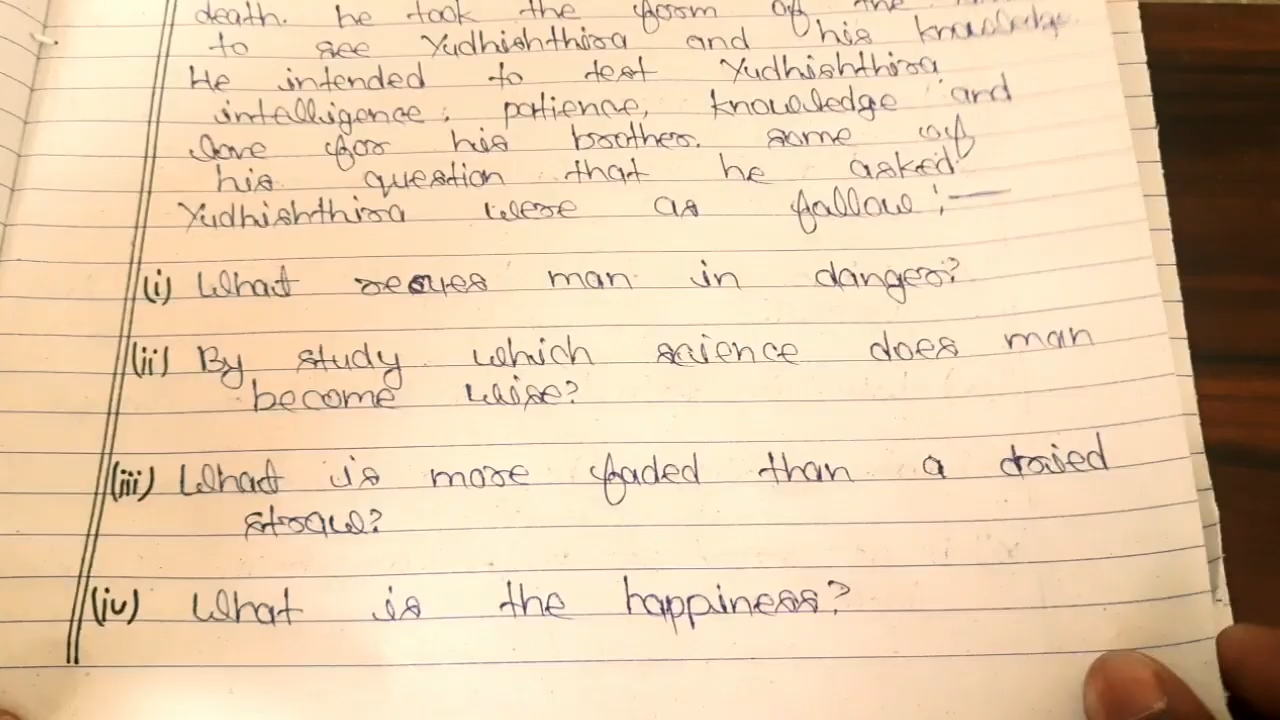 death. he took the form of the
to see Yudhishthira and his knowledge
He intended to test Yudhishthira
intelligence, patience, knowledge and
love for his brother. some of
his question that he asked
Yudhishthira were as fallow :—
(i) What rescues man in danger?
(ii) By study which science does man
become wise?
(iii) What is more faded than a dried
straw?
(iv) What is the happiness?